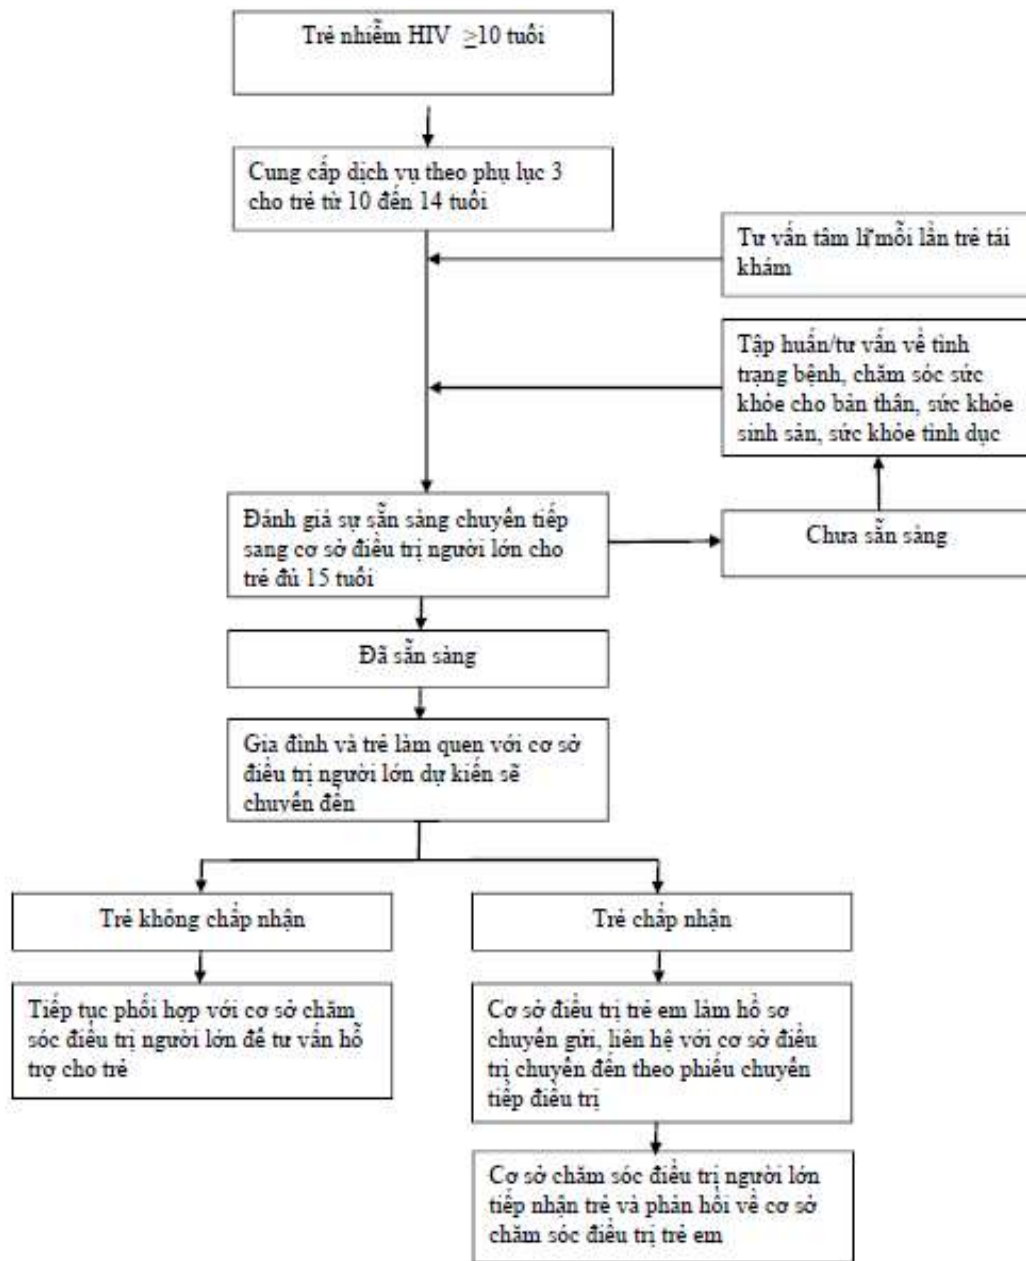 Trẻ nhiễm HIV ≥10 tuổi
Cung cấp dịch vụ theo phụ lục 3
cho trẻ từ 10 đến 14 tuổi
Tư vấn tâm lí mỗi lần trẻ tái
khám
Tập huấn/tư vấn về tình
trạng bệnh, chăm sóc sức
khỏe cho bản thân, sức khỏe
sinh sản, sức khỏe tình dục
Đánh giá sự sẵn sàng chuyển tiếp
sang cơ sở điều trị người lớn cho
trẻ đủ 15 tuổi
Chưa sẵn sàng
Đã sẵn sàng
Gia đình và trẻ làm quen với cơ sở
điều trị người lớn dự kiến sẽ
chuyển đến
Trẻ không chấp nhận
Trẻ chấp nhận
Tiếp tục phối hợp với cơ sở chăm
sóc điều trị người lớn để tư vấn hỗ
trợ cho trẻ
Cơ sở điều trị trẻ em làm hồ sơ
chuyển gửi, liên hệ với cơ sở điều
trị chuyển đến theo phiếu chuyển
tiếp điều trị
Cơ sở chăm sóc điều trị người lớn
tiếp nhận trẻ và phản hồi về cơ sở
chăm sóc điều trị trẻ em